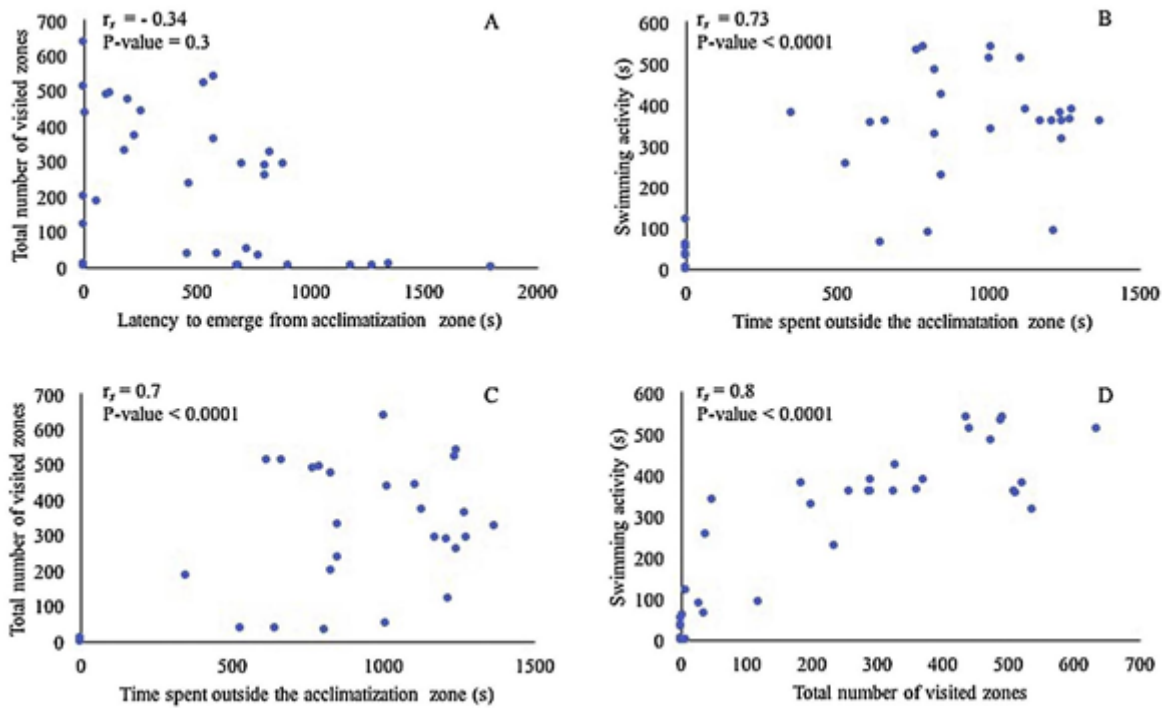 r_s = - 0.34
P-value = 0.3
A
Total number of visited zones
700
600
500
400
300
200
100
0
0 500 1000 1500 2000
Latency to emerge from acclimatization zone (s)
r_s = 0.73
P-value < 0.0001
B
Swimming activity (s)
600
500
400
300
200
100
0
0 500 1000 1500
Time spent outside the acclimatation zone (s)
r_s = 0.7
P-value < 0.0001
C
Total number of visited zones
700
600
500
400
300
200
100
0
0 500 1000 1500
Time spent outside the acclimatization zone (s)
r_s = 0.8
P-value < 0.0001
D
Swimming activity (s)
600
500
400
300
200
100
0
0 100 200 300 400 500 600 700
Total number of visited zones